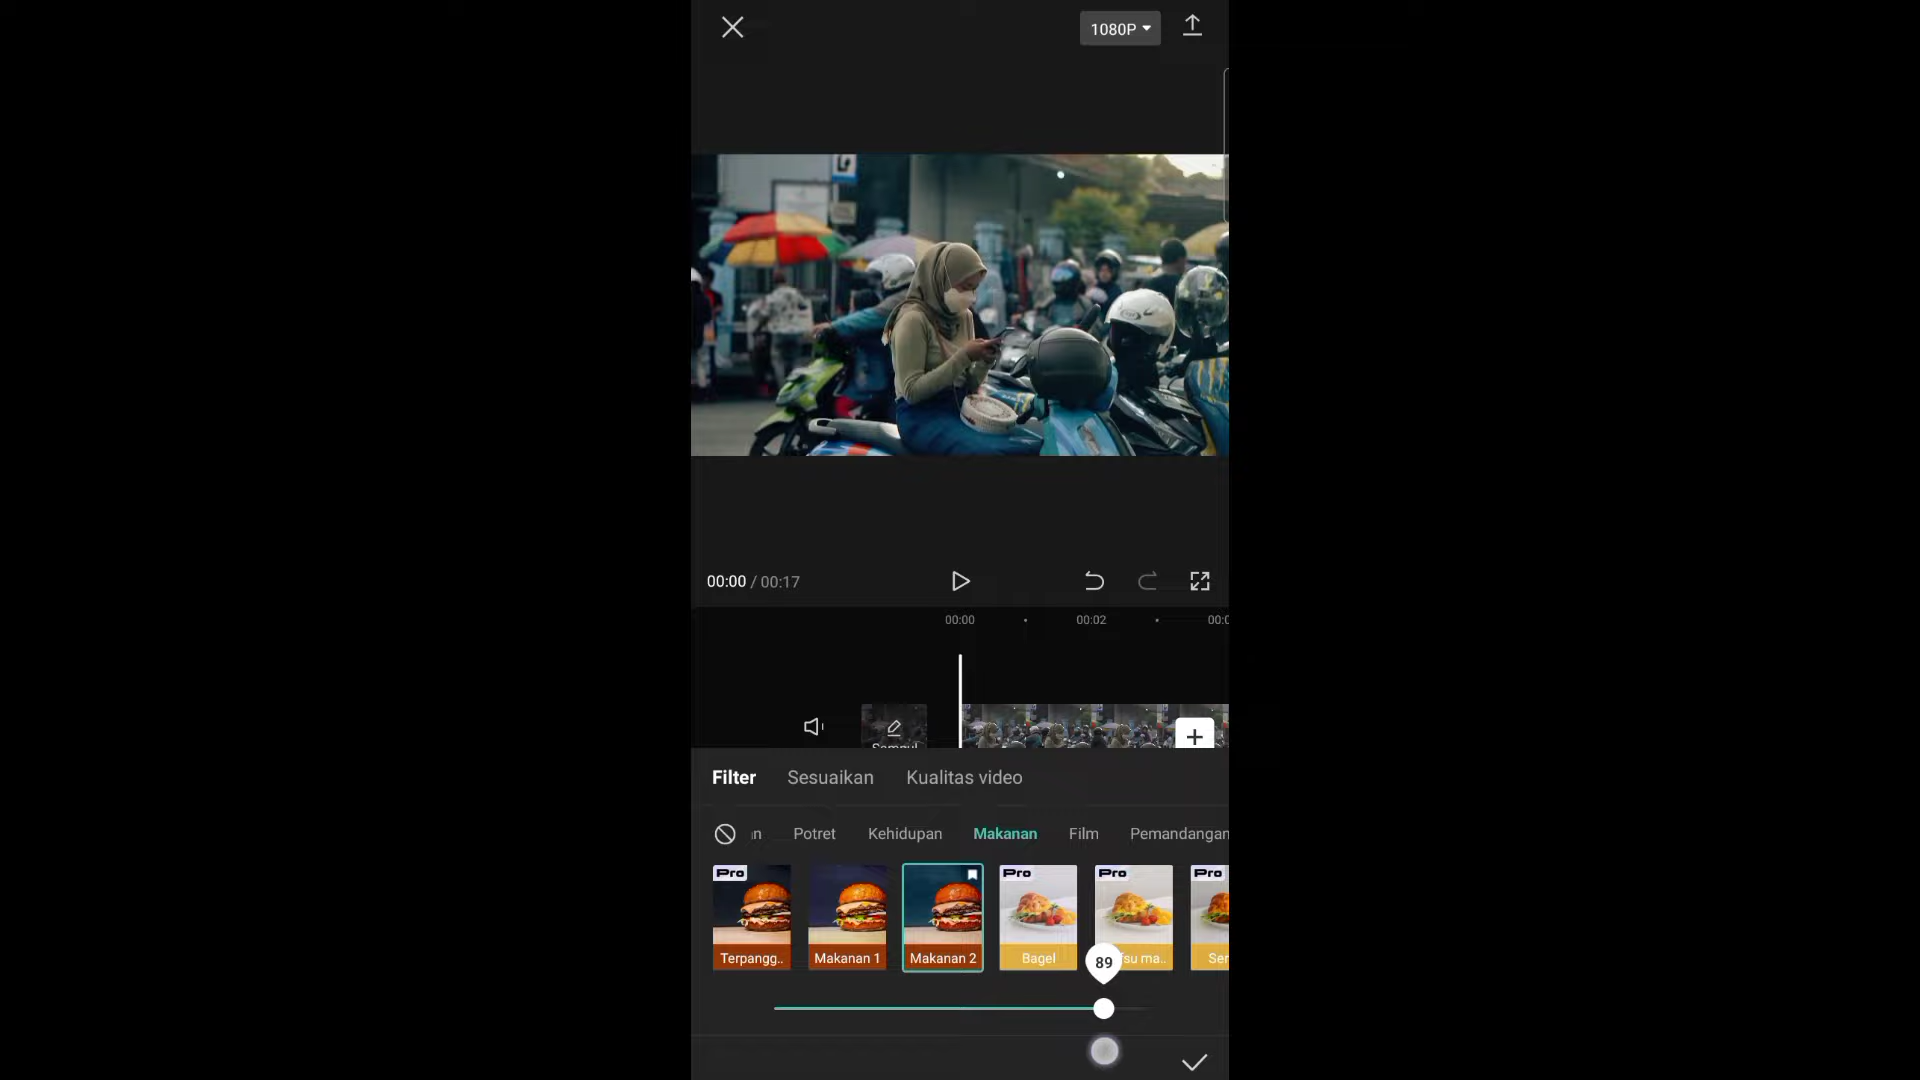 1080P
00:00 / 00:17
00:00
00:02
Filter
Sesuaikan
Kualitas video
Potret
Kehidupan
Makanan
Film
Pemandangan
Pro
Pro
Pro
Pro
Terpangg..
Makanan 1
Makanan 2
Bagel
89